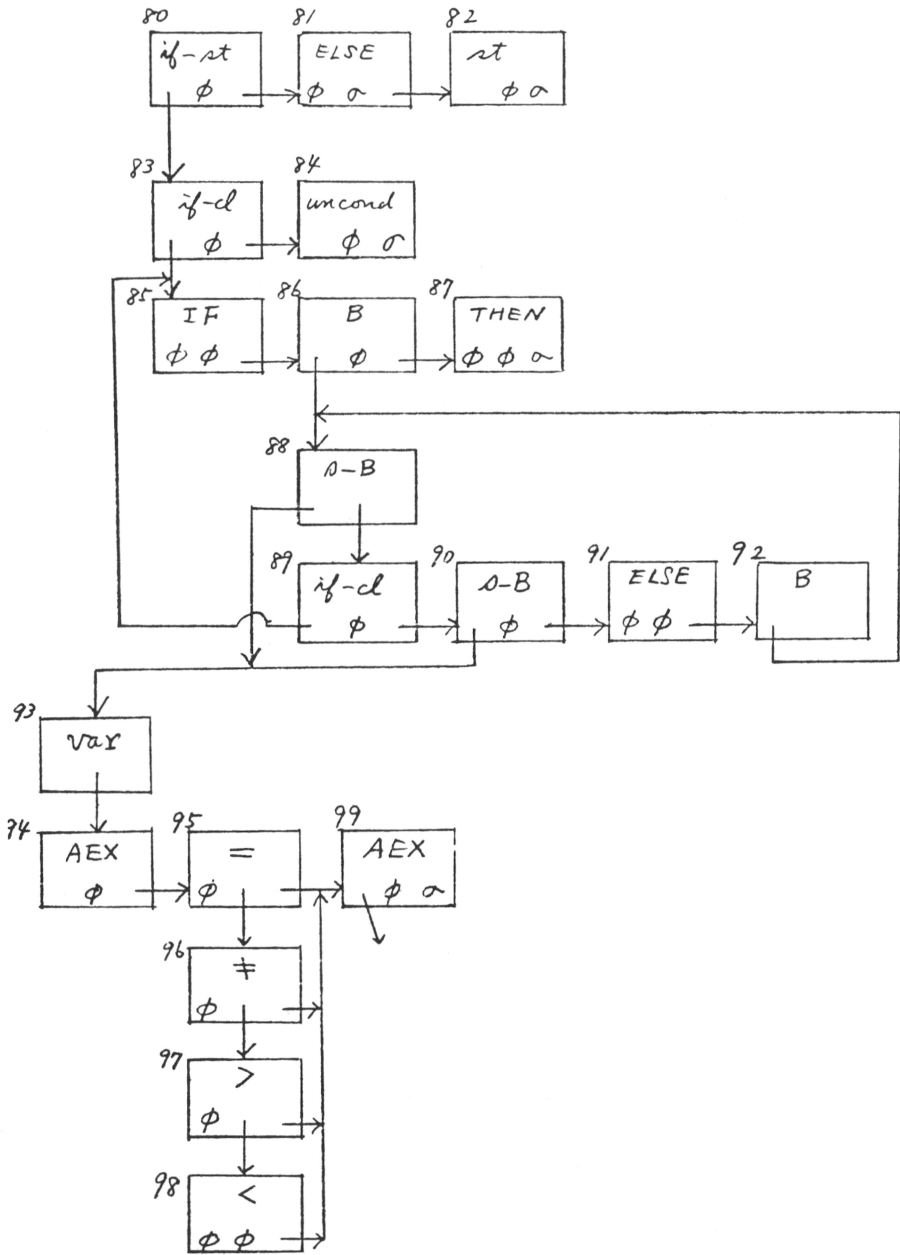 80 81 82
if-st ELSE st
ϕ ϕ σ ϕ σ
83 84
if-cl uncond
ϕ ϕ σ
85 86 87
IF B THEN
ϕ ϕ ϕ ϕ ϕ σ
88
s-B
89 90 91 92
if-cl s-B ELSE B
ϕ ϕ ϕ ϕ
93
var
94 95 99
AEX = AEX
ϕ ϕ ϕ σ
96
≠
ϕ
97
>
ϕ
98
<
ϕ ϕ